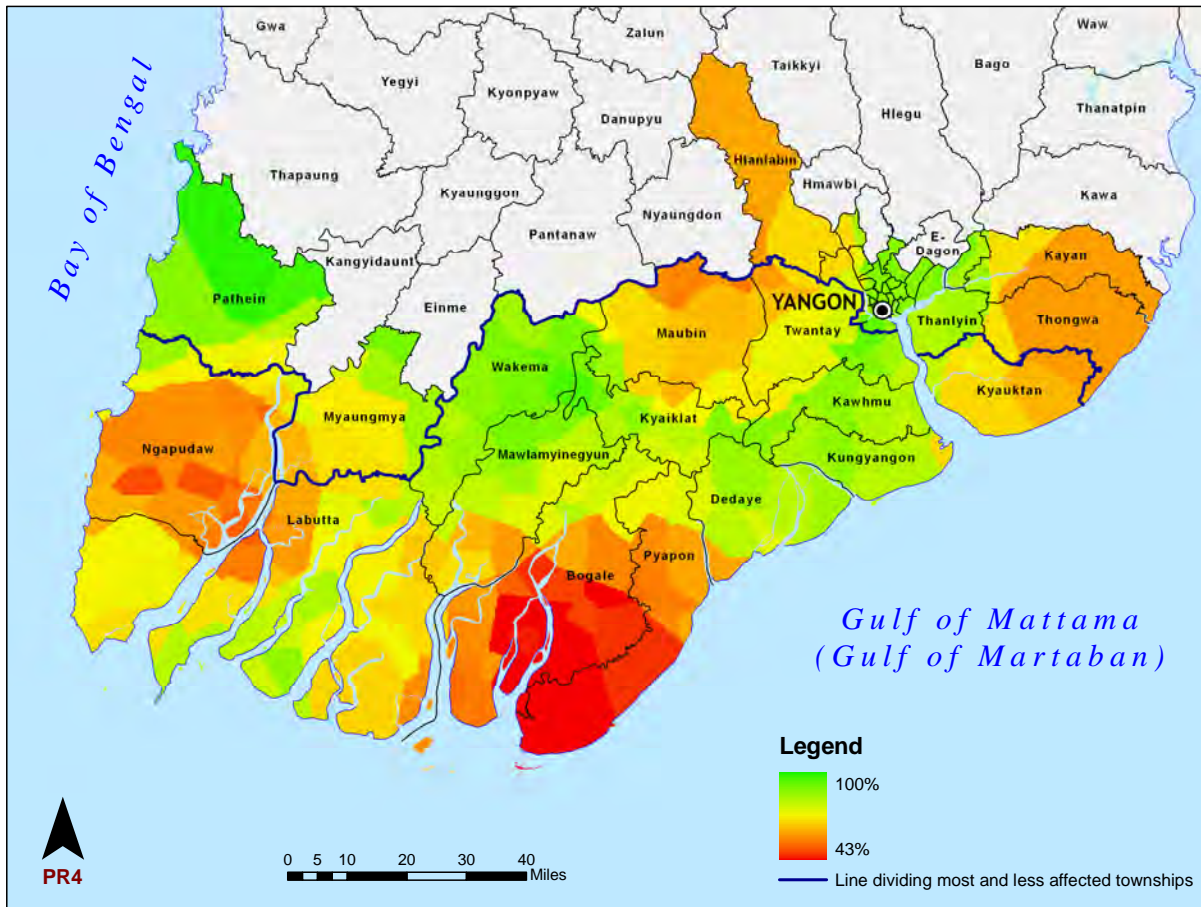 Gwa
Zalun
Waw
Yegyi
Kyonpyaw
Taikkyi
Bago
Thanatpin
Danupyu
Hlegu
Bay of Bengal
Thapaung
Kyaunggon
Hlanlabin
Hmawbi
Kawa
Nyaungdon
Pantanaw
E-
Dagon
Kangyidaunt
Kayan
Pathein
Einme
YANGON
Thanlyin
Thongwa
Maubin
Twantay
Wakema
Kyauktan
Myaungmya
Kyaiklat
Kawhmu
Ngapudaw
Mawlamyinegyun
Kungyangon
Dedaye
Labutta
Pyapon
Bogale
Gulf of Mattama
(Gulf of Martaban)
Legend
100%
43%
Line dividing most and less affected townships
PR4
0 5 10 20 30 40
Miles